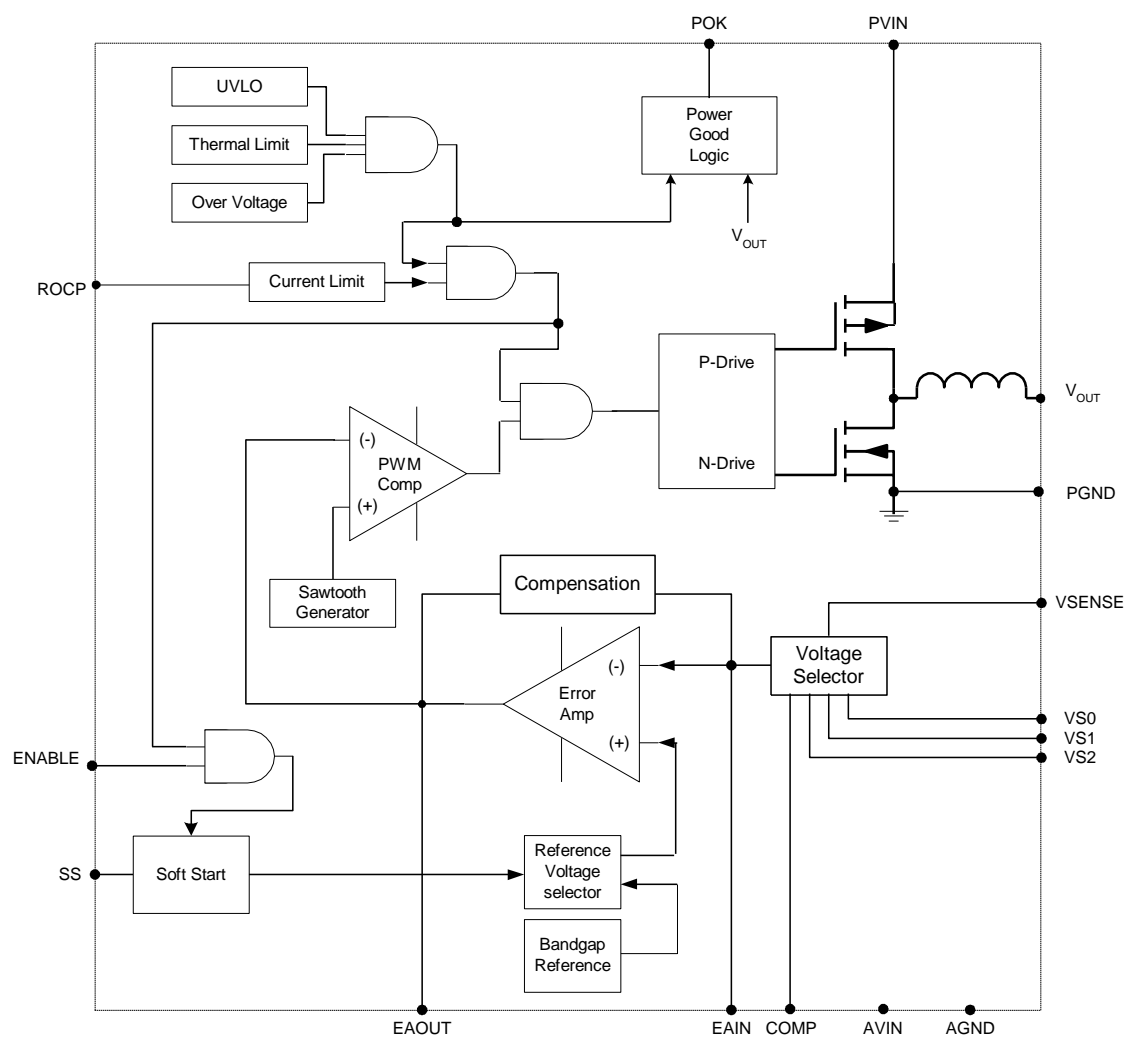 POK
PVIN
UVLO
Thermal Limit
Over Voltage
Power
Good
Logic
VOUT
ROCP
Current Limit
P-Drive
N-Drive
VOUT
PGND
(-)
PWM
Comp
(+)
Sawtooth
Generator
Compensation
VSENSE
Voltage
Selector
(-)
Error
Amp
(+)
VS0
VS1
VS2
ENABLE
SS
Soft Start
Reference
Voltage
selector
Bandgap
Reference
EAOUT
EAIN
COMP
AVIN
AGND